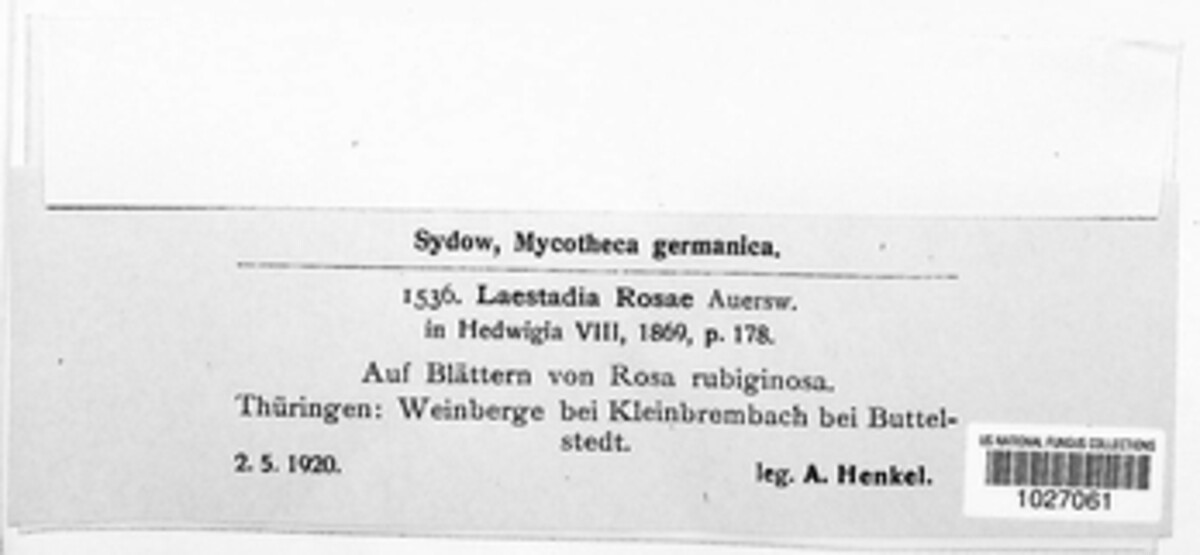 Sydow, Mycotheca germanica.
1536. Laestadia Rosae Auersw.
in Hedwigia VIII, 1869, p. 178.
Auf Blättern von Rosa rubiginosa.
Thüringen: Weinberge bei Kleinbrembach bei Buttel-
stedt.
2. 5. 1920.
leg. A. Henkel.
US NATIONAL FUNGUS COLLECTIONS
1027061